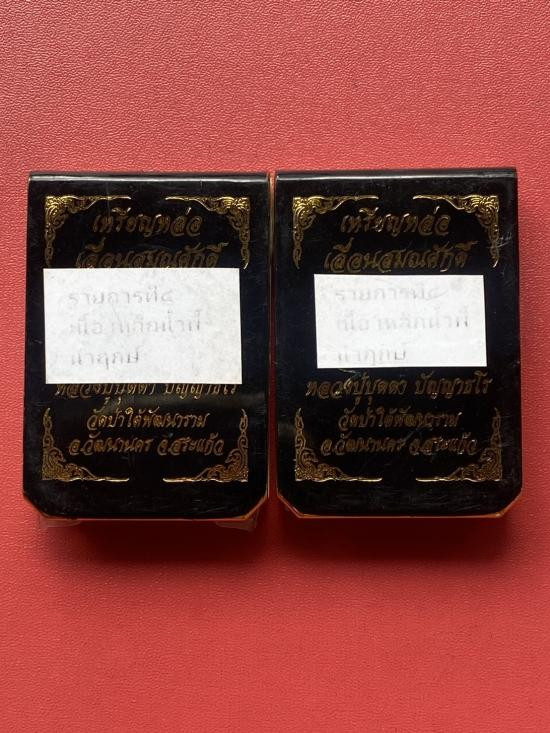 เหรียญหล่อ
เลื่อนสมณศักดิ์
รายการที่๔
เนื้อ
นำฤกษ์
หลวงปู่บุดดา ปัญญาธโร
วัดป่าใต้พัฒนาราม
อ.วัฒนานคร จ.สระแก้ว
เหรียญหล่อ
เลื่อนสมณศักดิ์
รายการที่๔
เนื้อ
นำฤกษ์
หลวงปู่บุดดา ปัญญาธโร
วัดป่าใต้พัฒนาราม
อ.วัฒนานคร จ.สระแก้ว